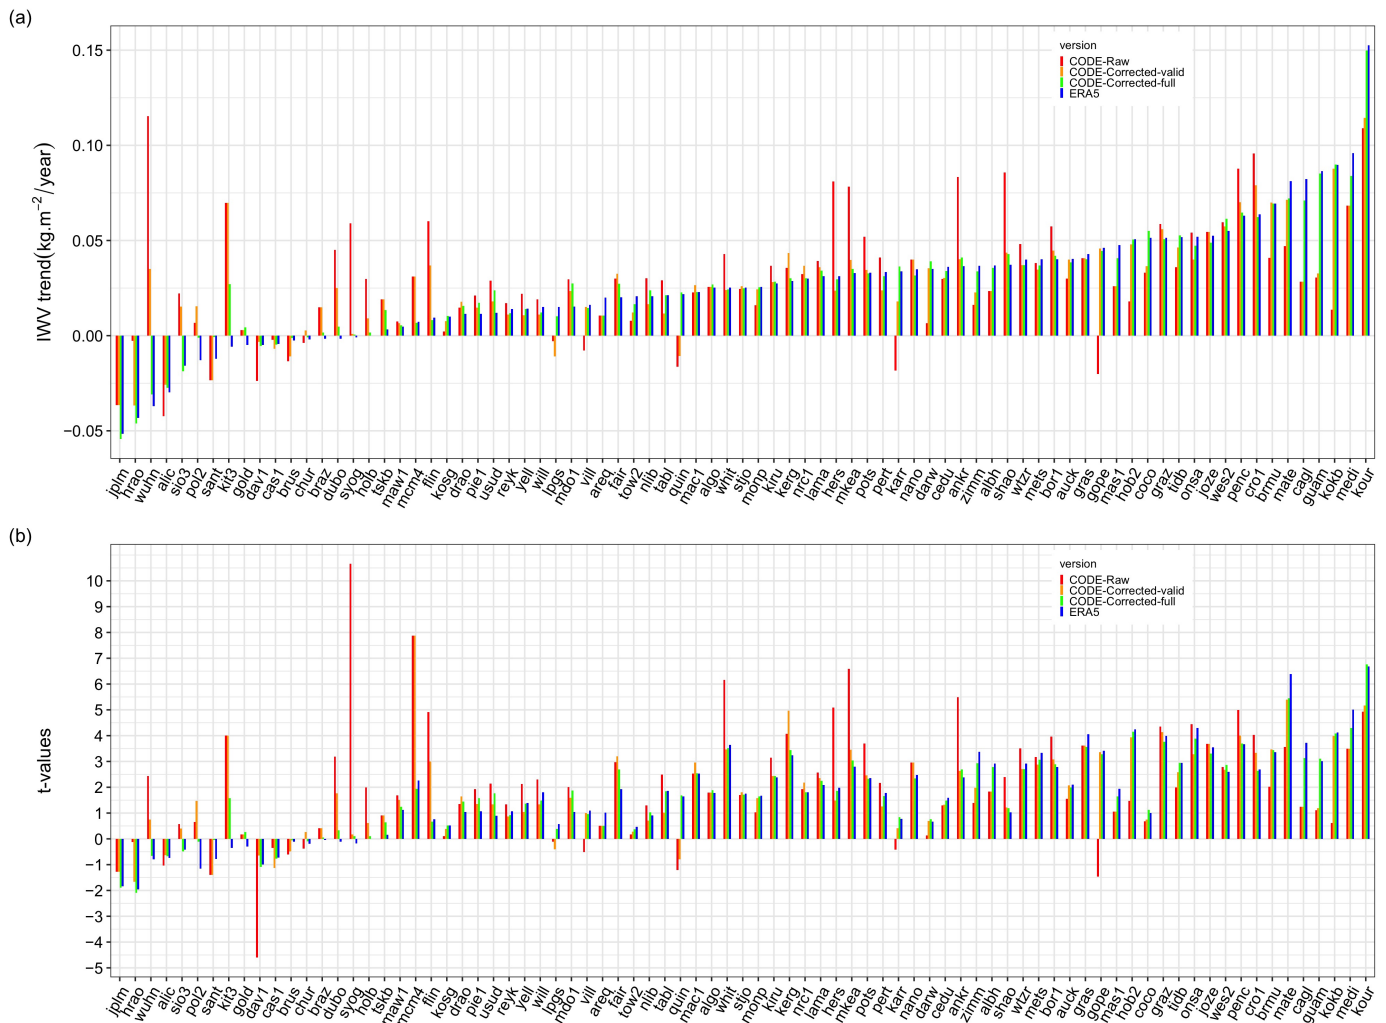 (a)
version
CODE-Raw
CODE-Corrected-valid
CODE-Corrected-full
ERA5
IWV trend(kg.m⁻²/year)
0.15
0.10
0.05
0.00
−0.05
jplm hrao wuhn alic sio3 pol2 sant kit3 gold dav1 cas1 brus chur braz dubo syog holb tskb maw1 mcm4 flin kosg drao pie1 usud reyk yell will lpgs mdo1 vill areq fair tow2 nlib tabl quin mac1 algo whit stjo monp kiru kerg nrc1 lama hers mkea pots pert karr nano darw cedu ankr zimm albh shao wtzr mets bor1 auck gras gope mas1 hob2 coco graz tidb onsa joze wes2 penc cro1 brmu mate cagl guam kokb medi kour
(b)
version
CODE-Raw
CODE-Corrected-valid
CODE-Corrected-full
ERA5
t-values
10
9
8
7
6
5
4
3
2
1
0
−1
−2
−3
−4
−5
jplm hrao wuhn alic sio3 pol2 sant kit3 gold dav1 cas1 brus chur braz dubo syog holb tskb maw1 mcm4 flin kosg drao pie1 usud reyk yell will lpgs mdo1 vill areq fair tow2 nlib tabl quin mac1 algo whit stjo monp kiru kerg nrc1 lama hers mkea pots pert karr nano darw cedu ankr zimm albh shao wtzr mets bor1 auck gras gope mas1 hob2 coco graz tidb onsa joze wes2 penc cro1 brmu mate cagl guam kokb medi kour